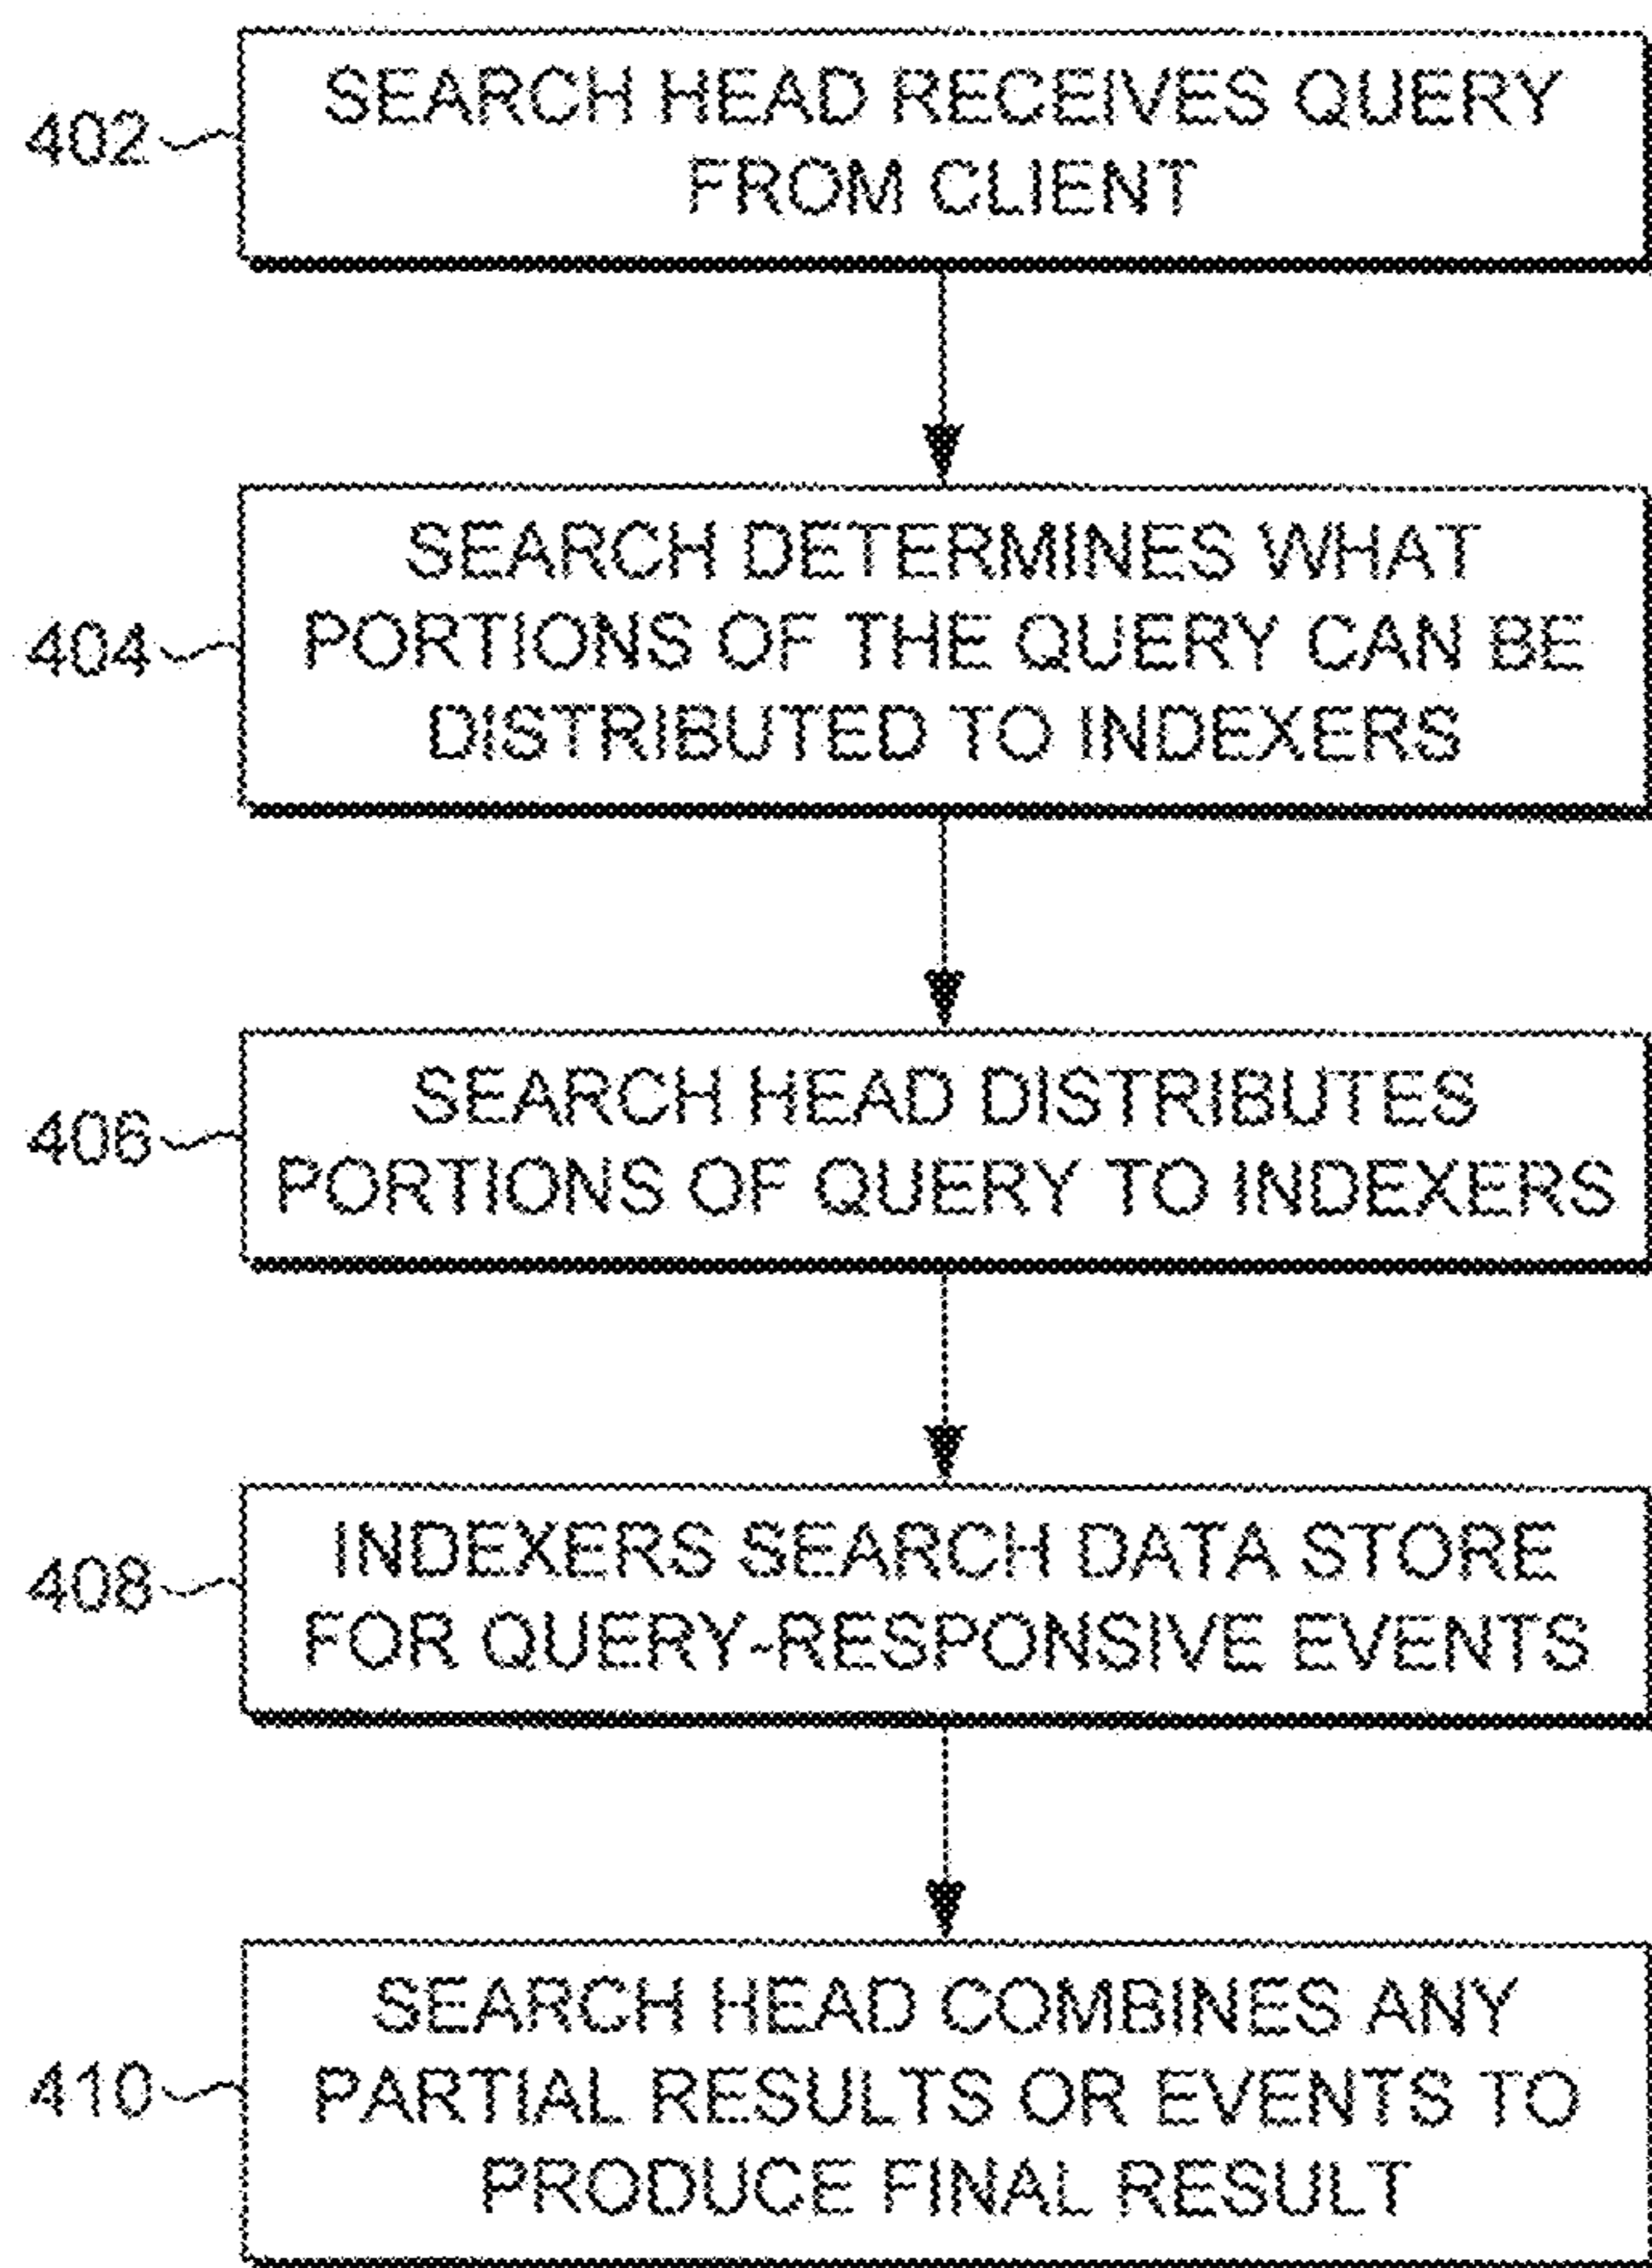 402
SEARCH HEAD RECEIVES QUERY
FROM CLIENT
404
SEARCH DETERMINES WHAT
PORTIONS OF THE QUERY CAN BE
DISTRIBUTED TO INDEXERS
406
SEARCH HEAD DISTRIBUTES
PORTIONS OF QUERY TO INDEXERS
408
INDEXERS SEARCH DATA STORE
FOR QUERY-RESPONSIVE EVENTS
410
SEARCH HEAD COMBINES ANY
PARTIAL RESULTS OR EVENTS TO
PRODUCE FINAL RESULT